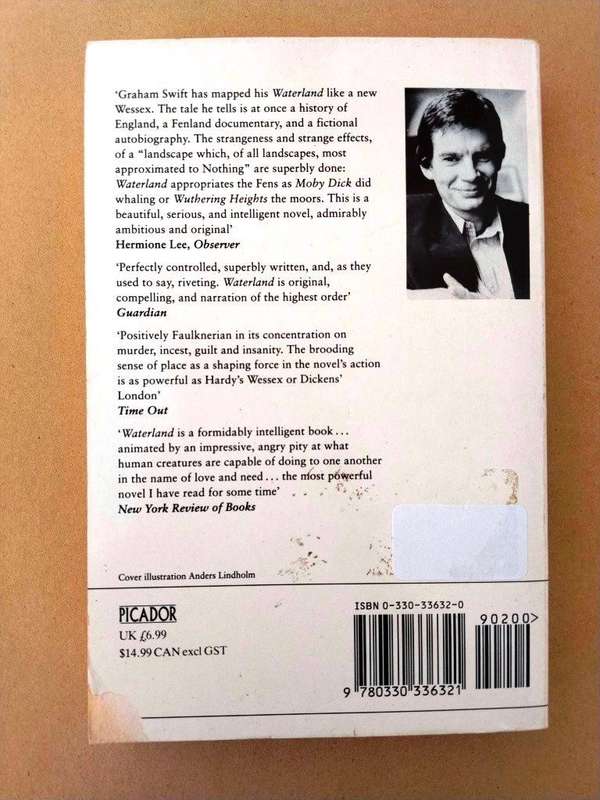 ‘Graham Swift has mapped his Waterland like a new
Wessex. The tale he tells is at once a history of
England, a Fenland documentary, and a fictional
autobiography. The strangeness and strange effects,
of a “landscape which, of all landscapes, most
approximated to Nothing” are superbly done:
Waterland appropriates the Fens as Moby Dick did
whaling or Wuthering Heights the moors. This is a
beautiful, serious, and intelligent novel, admirably
ambitious and original’
Hermione Lee, Observer
‘Perfectly controlled, superbly written, and, as they
used to say, riveting. Waterland is original,
compelling, and narration of the highest order’
Guardian
‘Positively Faulknerian in its concentration on
murder, incest, guilt and insanity. The brooding
sense of place as a shaping force in the novel’s action
is as powerful as Hardy’s Wessex or Dickens’
London’
Time Out
‘Waterland is a formidably intelligent book...
animated by an impressive, angry pity at what
human creatures are capable of doing to one another
in the name of love and need... the most powerful
novel I have read for some time’
New York Review of Books
Cover illustration Anders Lindholm
PICADOR
UK £6.99
$14.99 CAN excl GST
ISBN 0-330-33632-0
90200>
9 780330 336321